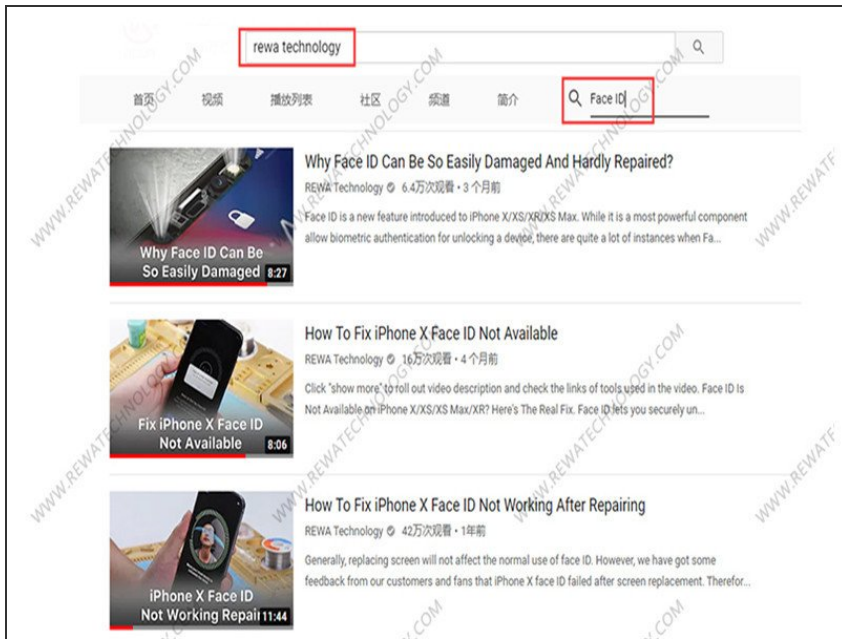 rewa technology
首页 视频 播放列表 社区 频道 简介 Face ID
Why Face ID Can Be So Easily Damaged And Hardly Repaired?
REWA Technology 6.4万次观看 • 3 个月前
Face ID is a new feature introduced to iPhone X/XS/XR/XS Max. While it is a most powerful component
allow biometric authentication for unlocking a device, there are quite a lot of instances when Fa...
Why Face ID Can Be
So Easily Damaged 8:27
How To Fix iPhone X Face ID Not Available
REWA Technology 16万次观看 • 4 个月前
Click "show more" to roll out video description and check the links of tools used in the video. Face ID Is
Not Available on iPhone X/XS/XS Max/XR? Here's The Real Fix. Face ID lets you securely un...
Fix iPhone X Face ID
Not Available 8:06
How To Fix iPhone X Face ID Not Working After Repairing
REWA Technology 42万次观看 • 1年前
Generally, replacing screen will not affect the normal use of face ID. However, we have got some
feedback from our customers and fans that iPhone X face ID failed after screen replacement. Therefor...
iPhone X Face ID
Not Working Repair 11:44
WWW.REWATECHNOLOGY.COM